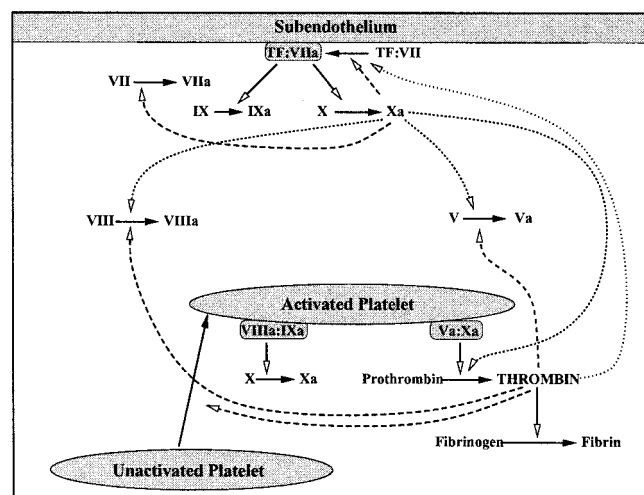 Subendothelium
TF:VIIa TF:VII
VII VIIa
IX IXa X Xa
VIII VIIIa V Va
Activated Platelet
VIIIa:IXa Va:Xa
X Xa Prothrombin THROMBIN
Fibrinogen Fibrin
Unactivated Platelet